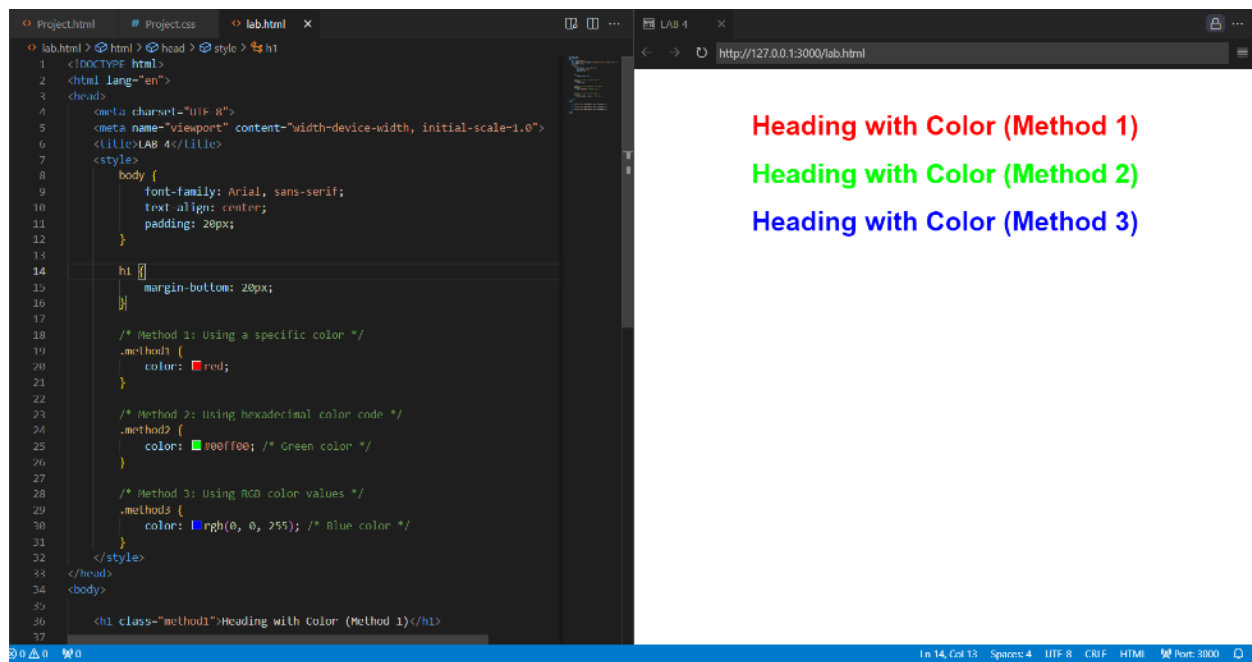 Project.html
Project.css
lab.html
lab.html > html > head > style > h1
1 <!DOCTYPE html>
2 <html lang="en">
3 <head>
4 <meta charset="UTF-8">
5 <meta name="viewport" content="width=device-width, initial-scale=1.0">
6 <title>LAB 4</title>
7 <style>
8 body {
9 font-family: Arial, sans-serif;
10 text-align: center;
11 padding: 20px;
12 }
13
14 h1 {
15 margin-bottom: 20px;
16 }
17
18 /* Method 1: Using a specific color */
19 .method1 {
20 color: red;
21 }
22
23 /* Method 2: Using hexadecimal color code */
24 .method2 {
25 color: #00ff00; /* Green color */
26 }
27
28 /* Method 3: Using RGB color values */
29 .method3 {
30 color: rgb(0, 0, 255); /* Blue color */
31 }
32 </style>
33 </head>
34 <body>
35
36 <h1 class="method1">Heading with Color (Method 1)</h1>
37
LAB 4
http://127.0.0.1:3000/lab.html
Heading with Color (Method 1)
Heading with Color (Method 2)
Heading with Color (Method 3)
0 0 0
Ln 14, Col 13 Spaces: 4 UTF-8 CRLF HTML Port: 3000